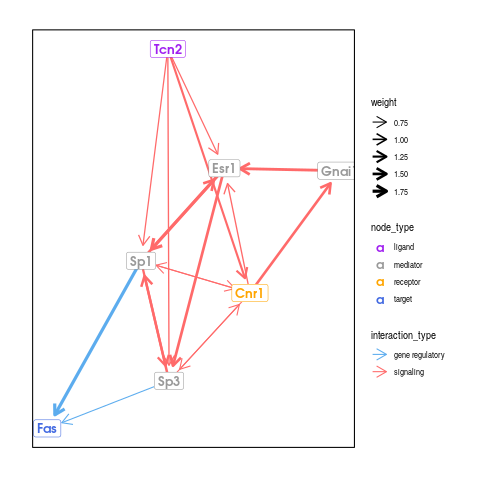 Tcn2
Esr1
Gnai
Sp1
Cnr1
Sp3
Fas
weight
0.75
1.00
1.25
1.50
1.75
node_type
a ligand
a mediator
a receptor
a target
interaction_type
gene regulatory
signaling